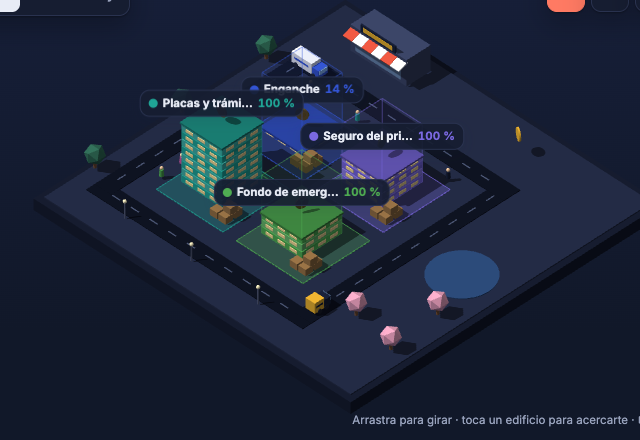 Enganche 14 %
Placas y trámi... 100 %
Seguro del pri... 100 %
Fondo de emerg... 100 %
Arrastra para girar · toca un edificio para acercarte ·